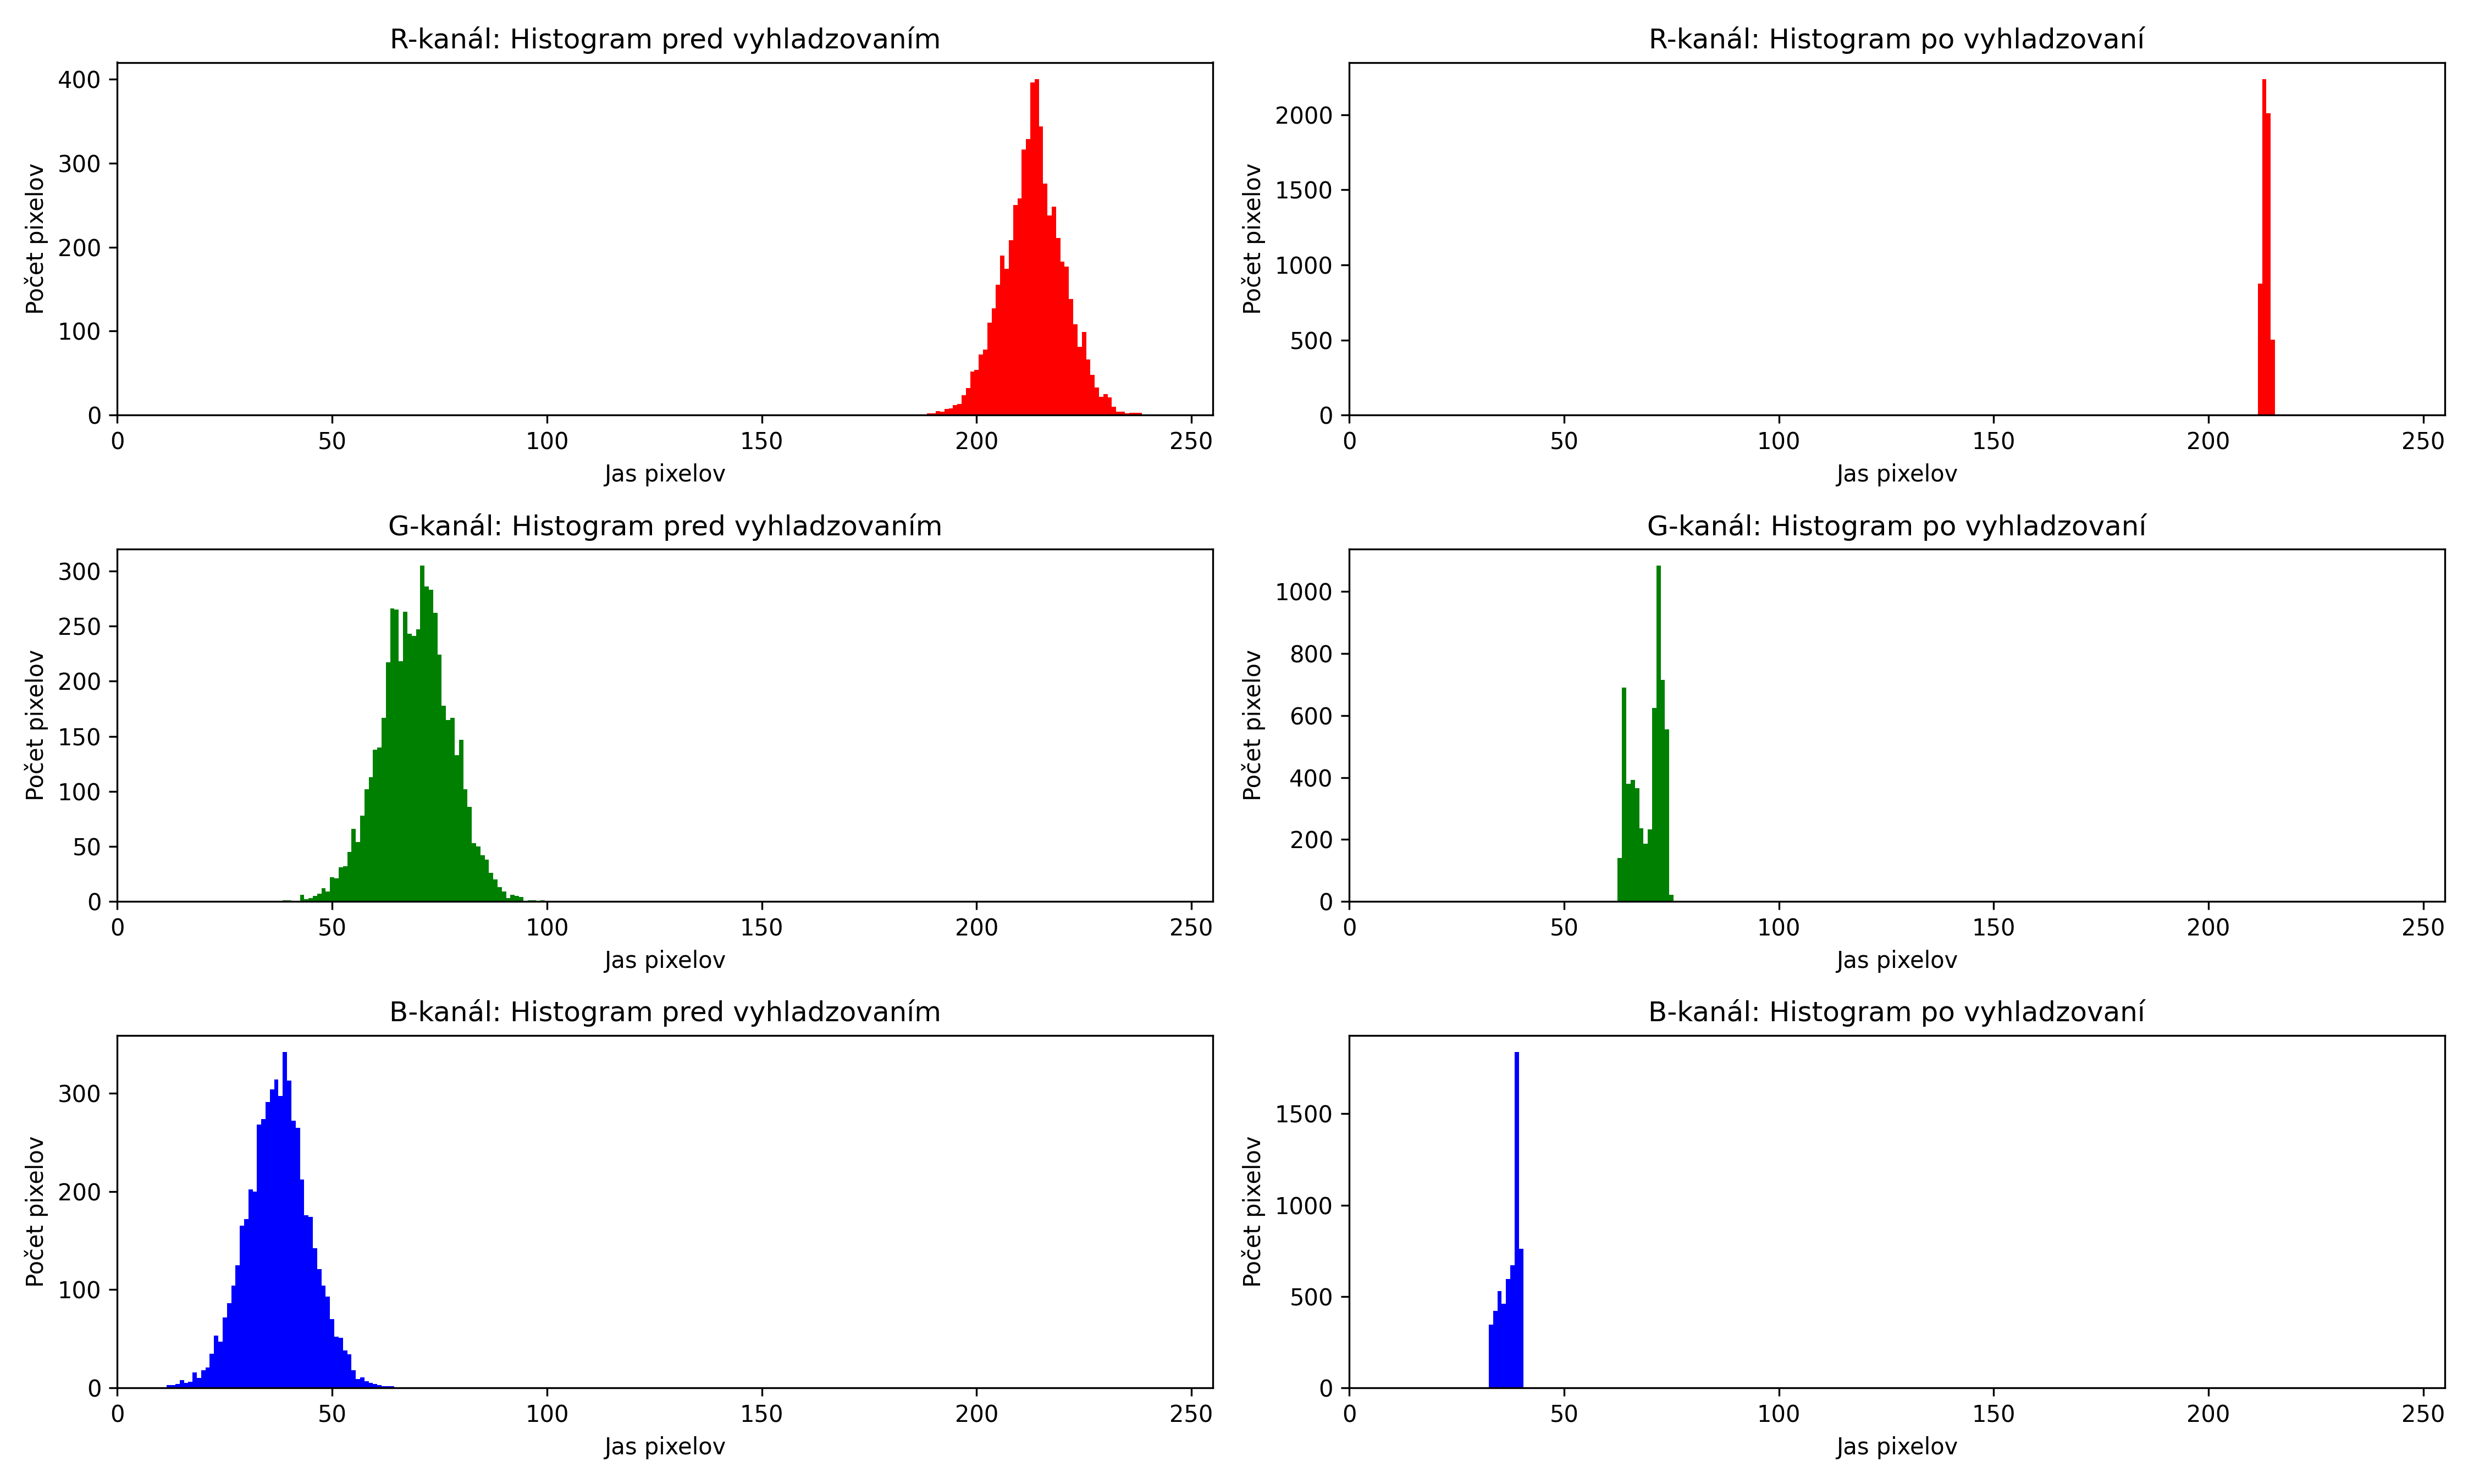 R-kanál: Histogram pred vyhladzovaním
400
300
200
100
0
Počet pixelov
0 50 100 150 200 250
Jas pixelov
R-kanál: Histogram po vyhladzovaní
2000
1500
1000
500
0
Počet pixelov
0 50 100 150 200 250
Jas pixelov
G-kanál: Histogram pred vyhladzovaním
300
250
200
150
100
50
0
Počet pixelov
0 50 100 150 200 250
Jas pixelov
G-kanál: Histogram po vyhladzovaní
1000
800
600
400
200
0
Počet pixelov
0 50 100 150 200 250
Jas pixelov
B-kanál: Histogram pred vyhladzovaním
300
200
100
0
Počet pixelov
0 50 100 150 200 250
Jas pixelov
B-kanál: Histogram po vyhladzovaní
1500
1000
500
0
Počet pixelov
0 50 100 150 200 250
Jas pixelov